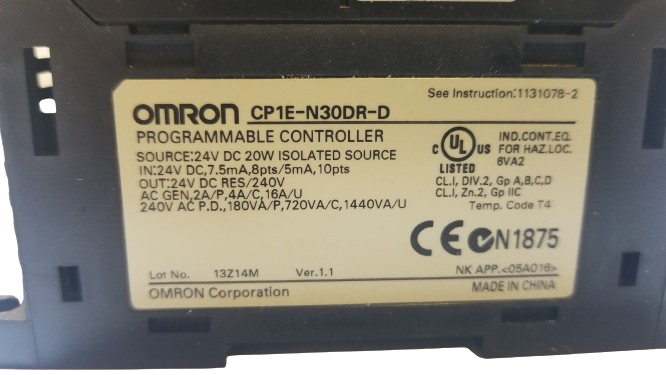 See Instruction:1131078-2
OMRON CP1E-N30DR-D
PROGRAMMABLE CONTROLLER
SOURCE:24V DC 20W ISOLATED SOURCE
IN:24V DC,7.5mA,8pts/5mA,10pts
OUT:24V DC RES/240V
AC GEN,2A/P,4A/C,16A/U
240V AC P.D.,180VA/P,720VA/C,1440VA/U
C UL US
LISTED
IND.CONT.EQ.
FOR HAZ.LOC.
6VA2
CL.I, DIV.2, Gp A,B,C,D
CL.I, Zn.2, Gp IIC
Temp. Code T4
CE N1875
Lot No. 13Z14M Ver.1.1
NK APP.<05A016>
OMRON Corporation
MADE IN CHINA